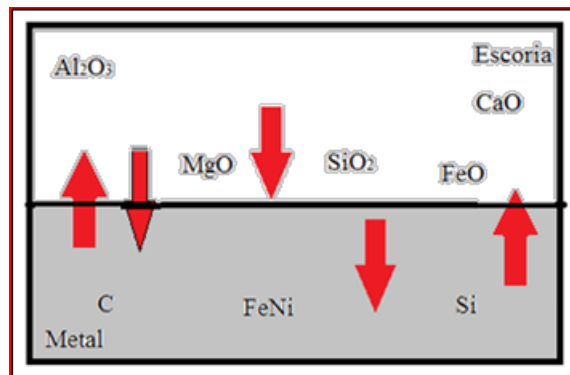 Al₂O₃
Escoria
CaO
MgO
SiO₂
FeO
C
FeNi
Si
Metal